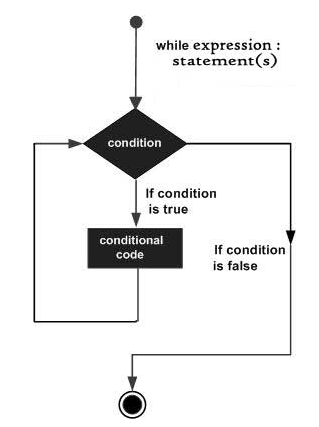 while expression :
statement(s)
condition
If condition
is true
conditional
code
If condition
is false